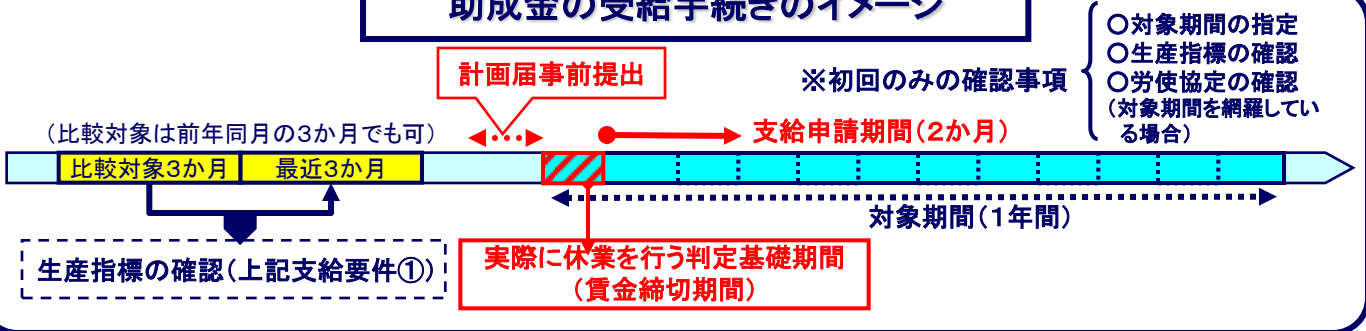 助成金の受給手続きのイメージ
○対象期間の指定
○生産指標の確認
○労使協定の確認
(対象期間を網羅してい
る場合)
※初回のみの確認事項
計画届事前提出
(比較対象は前年同月の3か月でも可)
支給申請期間(2か月)
比較対象3か月
最近3か月
対象期間(1年間)
生産指標の確認(上記支給要件①)
実際に休業を行う判定基礎期間
(賃金締切期間)